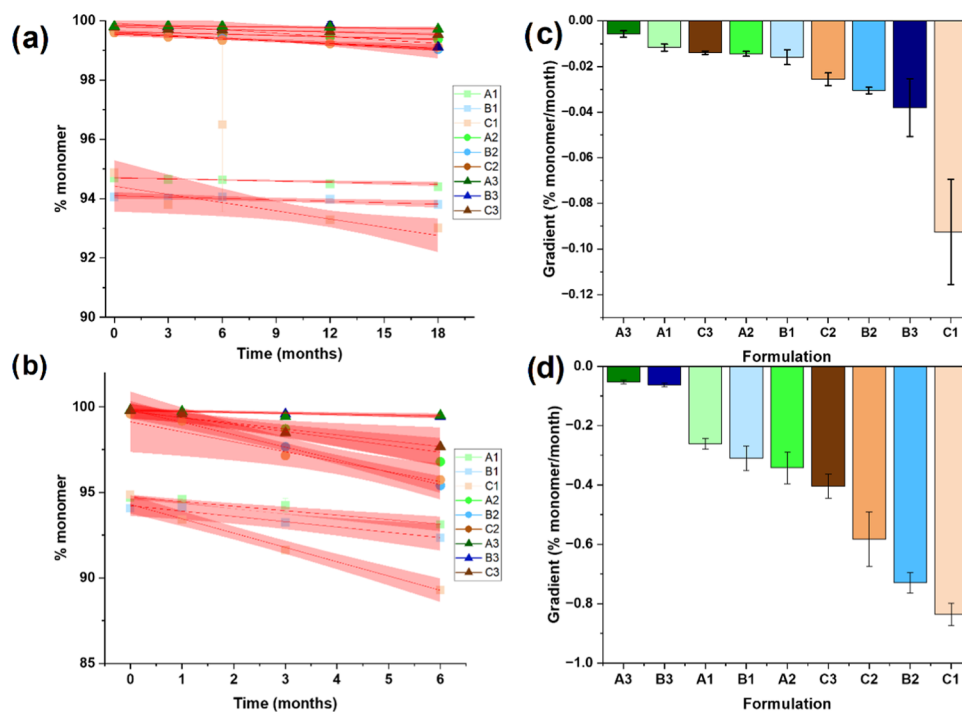 (a)
% monomer
100
98
96
94
92
90
0 3 6 12 18
Time (months)
A1
B1
C1
A2
B2
C2
A3
B3
C3
(c)
Gradient (% monomer/month)
0.00
−0.02
−0.04
−0.06
−0.08
−0.10
−0.12
A3 A1 C3 A2 B1 C2 B2 B3 C1
Formulation
(b)
% monomer
100
95
90
85
0 1 3 6
Time (months)
A1
B1
C1
A2
B2
C2
A3
B3
C3
(d)
Gradient (% monomer/month)
0.0
−0.2
−0.4
−0.6
−0.8
−1.0
A3 B3 A1 B1 A2 C3 C2 B2 C1
Formulation